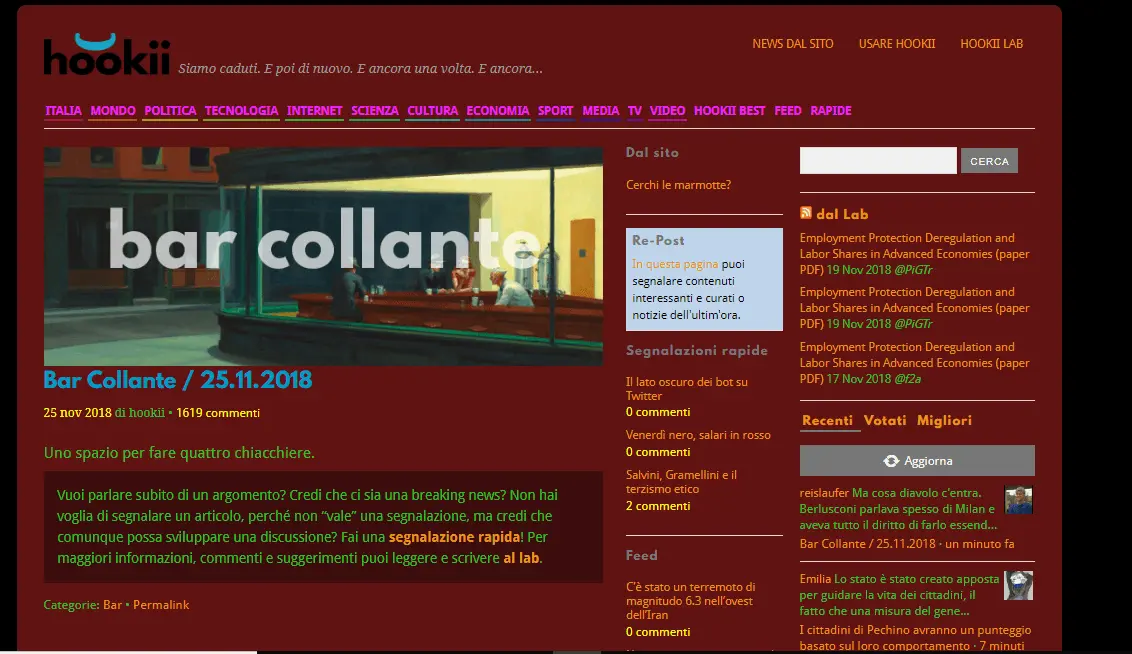 hookii
Siamo caduti. E poi di nuovo. E ancora una volta. E ancora...
NEWS DAL SITO USARE HOOKII HOOKII LAB
ITALIA MONDO POLITICA TECNOLOGIA INTERNET SCIENZA CULTURA ECONOMIA SPORT MEDIA TV VIDEO HOOKII BEST FEED RAPIDE
bar collante
Bar Collante / 25.11.2018
25 nov 2018 di hookii • 1619 commenti
Uno spazio per fare quattro chiacchiere.
Vuoi parlare subito di un argomento? Credi che ci sia una breaking news? Non hai
voglia di segnalare un articolo, perché non “vale” una segnalazione, ma credi che
comunque possa sviluppare una discussione? Fai una segnalazione rapida! Per
maggiori informazioni, commenti e suggerimenti puoi leggere e scrivere al lab.
Categorie: Bar • Permalink
Dal sito
Cerchi le marmotte?
Re-Post
In questa pagina puoi
segnalare contenuti
interessanti e curati o
notizie dell'ultim'ora.
Segnalazioni rapide
Il lato oscuro dei bot su
Twitter
0 commenti
Venerdì nero, salari in rosso
0 commenti
Salvini, Gramellini e il
terzismo etico
2 commenti
Feed
C'è stato un terremoto di
magnitudo 6.3 nell'ovest
dell'Iran
0 commenti
CERCA
dal Lab
Employment Protection Deregulation and
Labor Shares in Advanced Economies (paper
PDF) 19 Nov 2018 @PiGTr
Employment Protection Deregulation and
Labor Shares in Advanced Economies (paper
PDF) 19 Nov 2018 @PiGTr
Employment Protection Deregulation and
Labor Shares in Advanced Economies (paper
PDF) 17 Nov 2018 @f2a
Recenti Votati Migliori
Aggiorna
reislaufer Ma cosa diavolo c'entra.
Berlusconi parlava spesso di Milan e
aveva tutto il diritto di farlo essend...
Bar Collante / 25.11.2018 · un minuto fa
Emilia Lo stato è stato creato apposta
per guidare la vita dei cittadini, il
fatto che una misura del gene...
I cittadini di Pechino avranno un punteggio
basato sul loro comportamento · 7 minuti